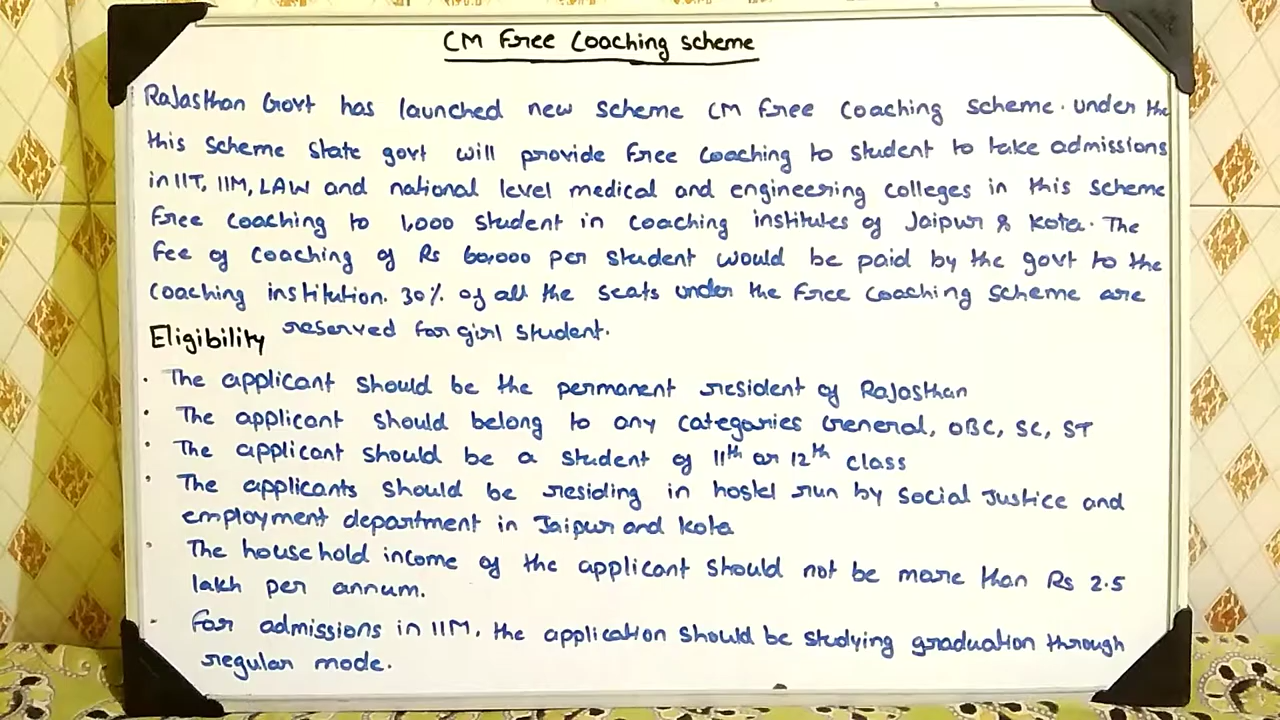 CM Free Coaching Scheme
Rajasthan Govt has launched new scheme CM free coaching scheme. under the
this scheme state govt will provide free coaching to student to take admissions
in IIT, IIM, LAW and national level medical and engineering colleges in this scheme
free coaching to 1,000 student in coaching institutes of Jaipur & Kota. The
fee of coaching of Rs 60,000 per student would be paid by the govt to the
coaching institution. 30% of all the seats under the free coaching scheme are
reserved for girl student.
Eligibility
· The applicant should be the permanent resident of Rajasthan
· The applicant should belong to any categories General, OBC, SC, ST
· The applicant should be a student of 11th or 12th class
· The applicants should be residing in hostel run by social Justice and
employment department in Jaipur and kota
· The household income of the applicant should not be more than Rs 2.5
lakh per annum.
· For admissions in IIM, the application should be studying graduation through
regular mode.